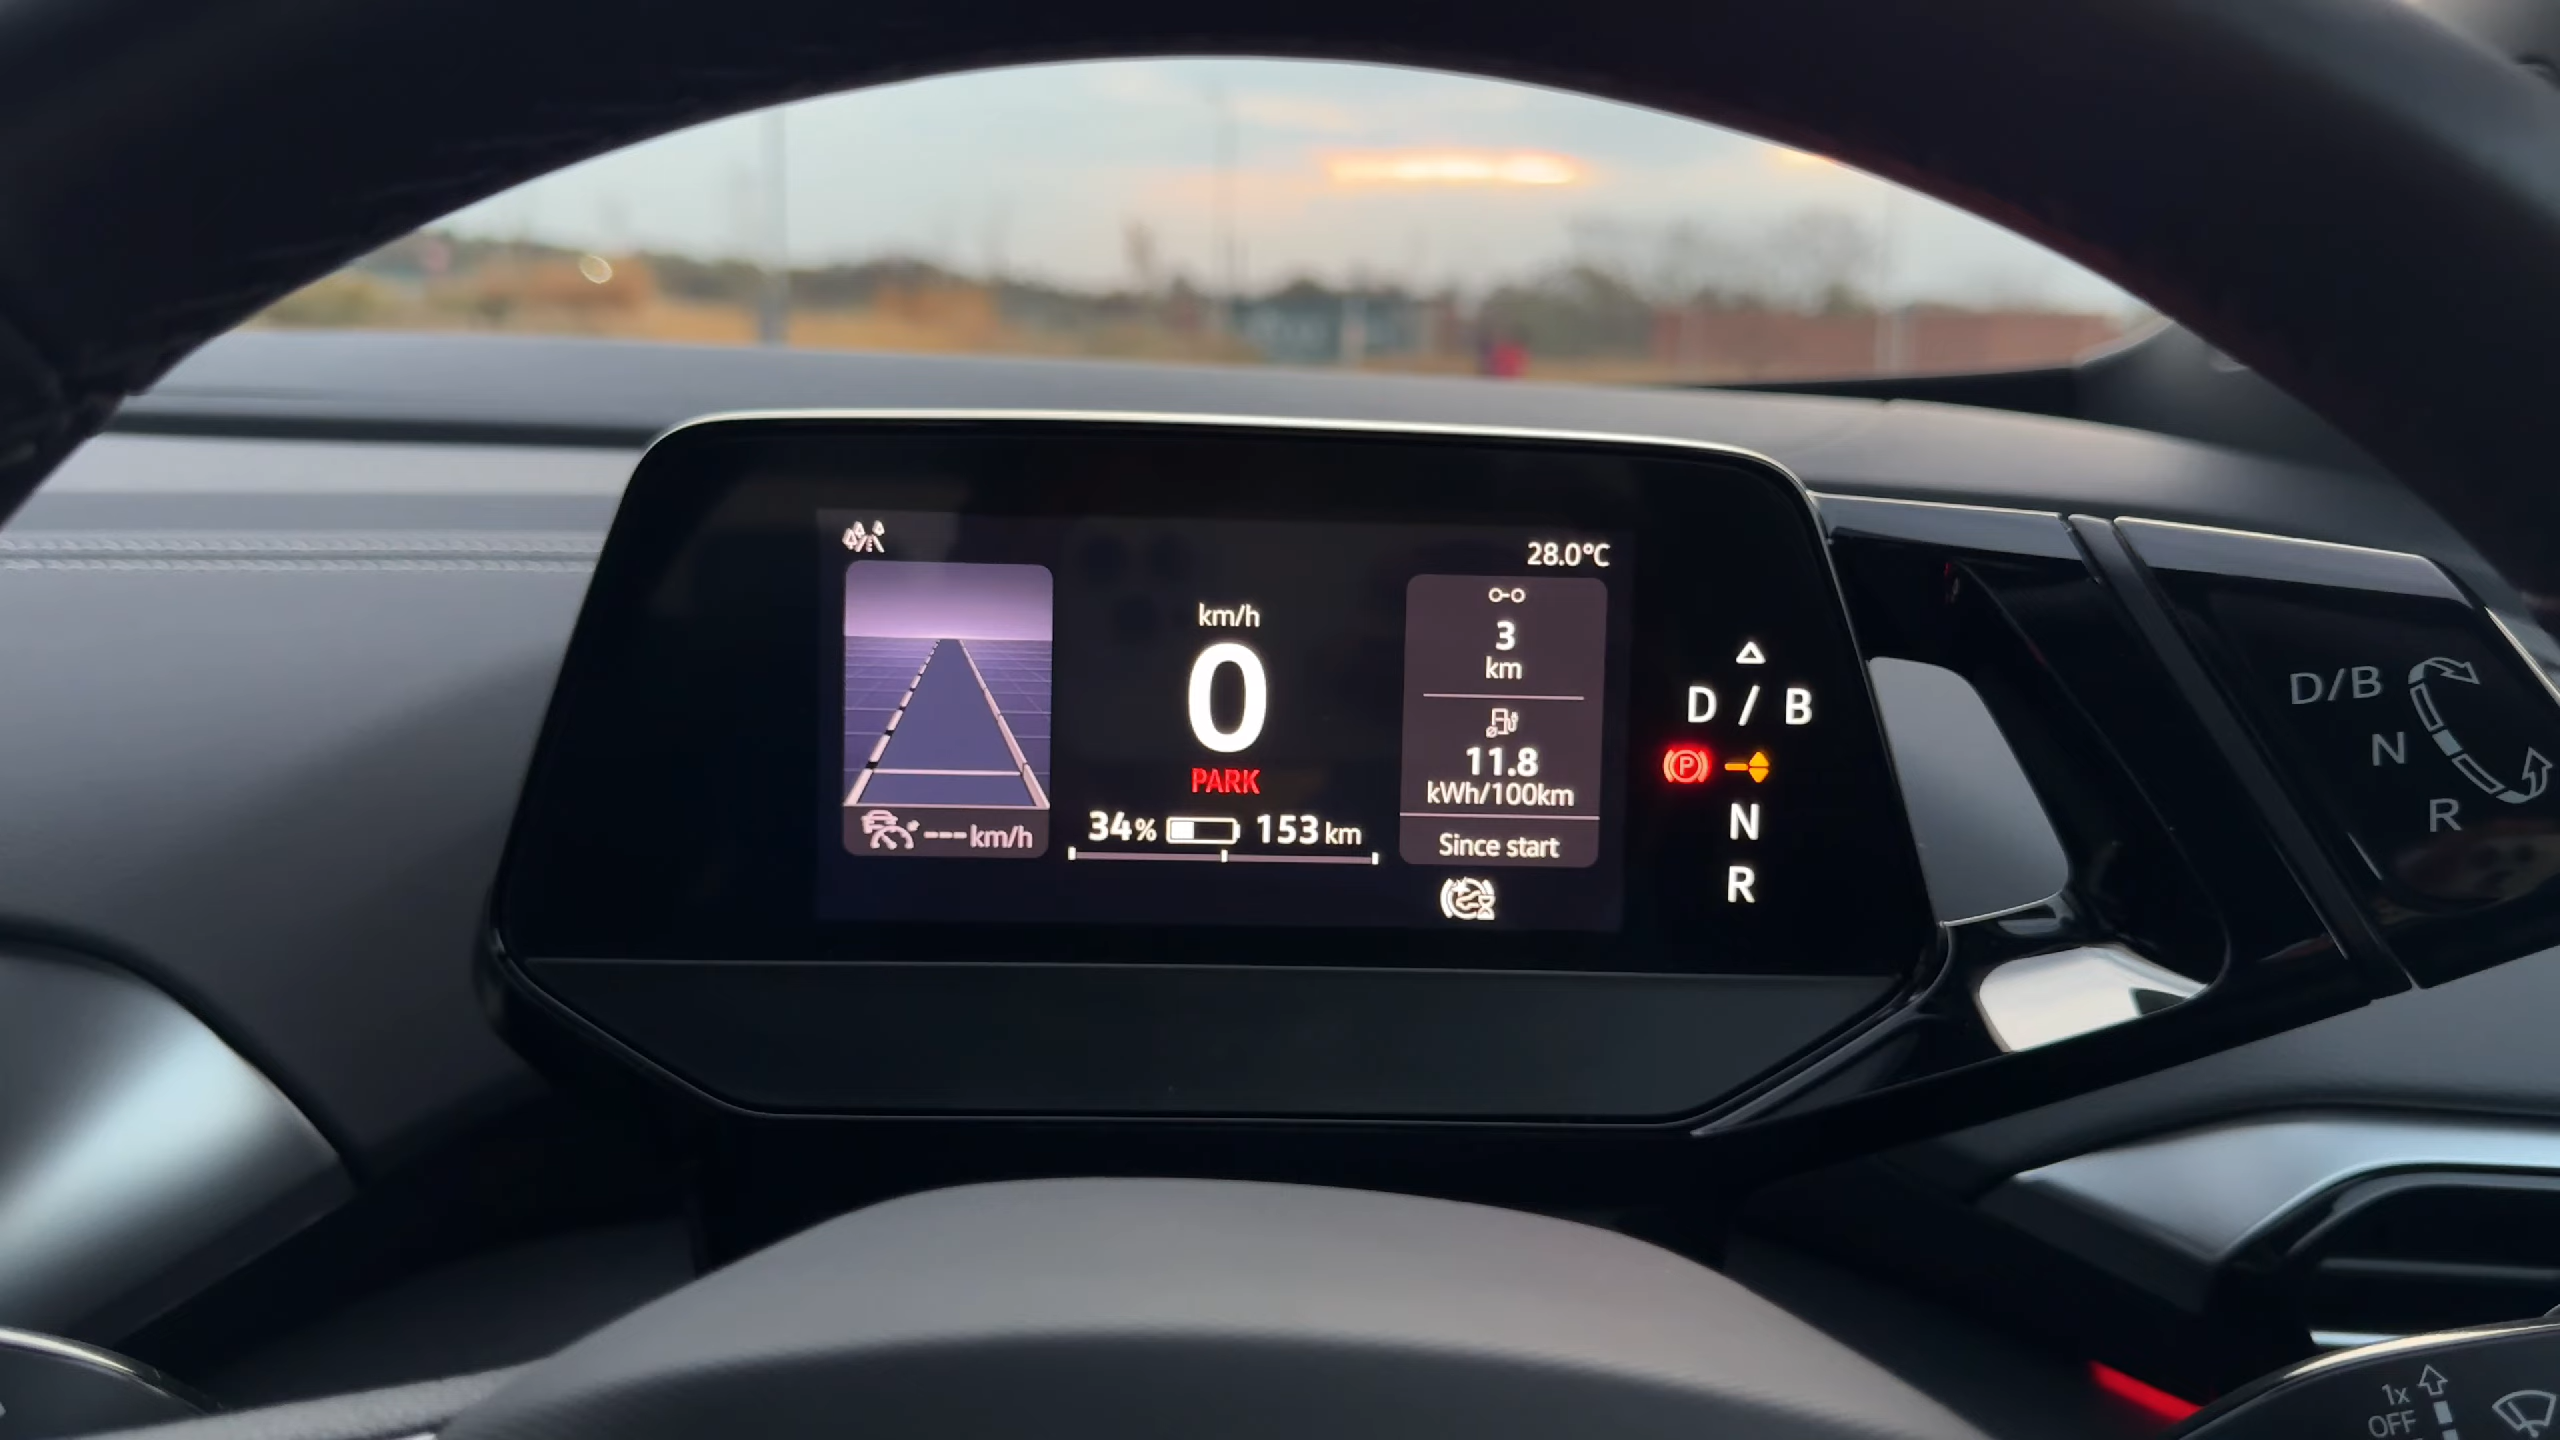 28.0°C
km/h
0
PARK
34% 153 km
--- km/h
3
km
11.8
kWh/100km
Since start
D / B
P
N
R
D/B
N
R
1x
OFF